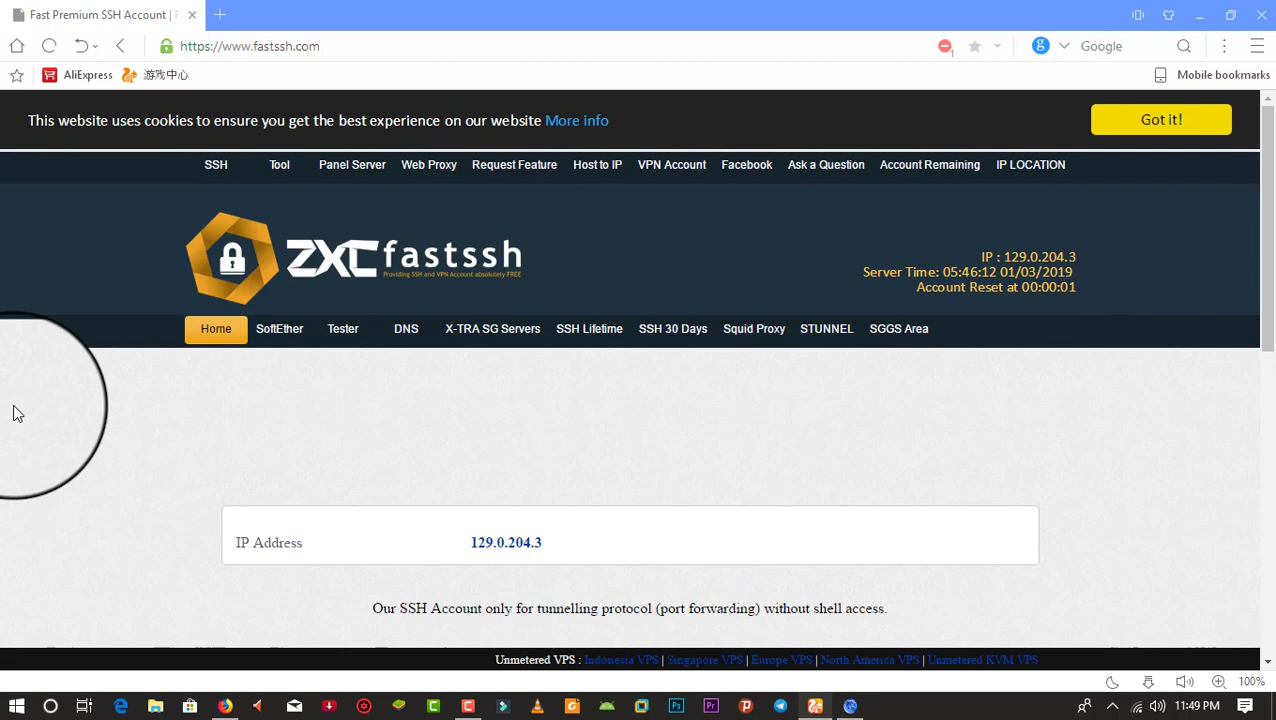 Fast Premium SSH Account | F
https://www.fastssh.com
1
g
Google
AliExpress
游戏中心
Mobile bookmarks
This website uses cookies to ensure you get the best experience on our website More info
Got it!
SSH Tool Panel Server Web Proxy Request Feature Host to IP VPN Account Facebook Ask a Question Account Remaining IP LOCATION
ZXC fastssh
Providing SSH and VPN Account absolutely FREE
IP : 129.0.204.3
Server Time: 05:46:12 01/03/2019
Account Reset at 00:00:01
Home SoftEther Tester DNS X-TRA SG Servers SSH Lifetime SSH 30 Days Squid Proxy STUNNEL SGGS Area
IP Address 129.0.204.3
Our SSH Account only for tunnelling protocol (port forwarding) without shell access.
Unmetered VPS : Indonesia VPS | Singapore VPS | Europe VPS | North America VPS | Unmetered KVM VPS
100%
Ps
Pr
11:49 PM